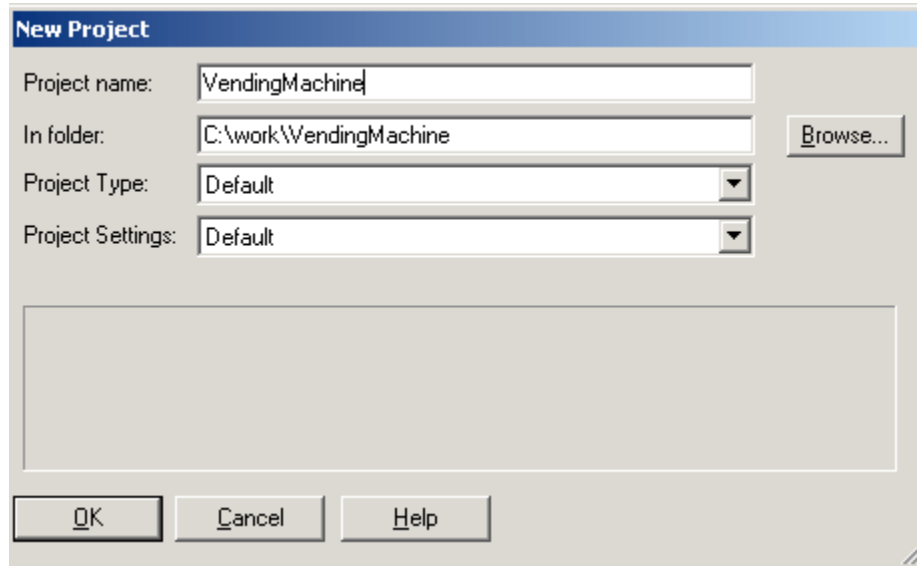 New Project
Project name: VendingMachine
In folder: C:\work\VendingMachine Browse...
Project Type: Default
Project Settings: Default
OK Cancel Help